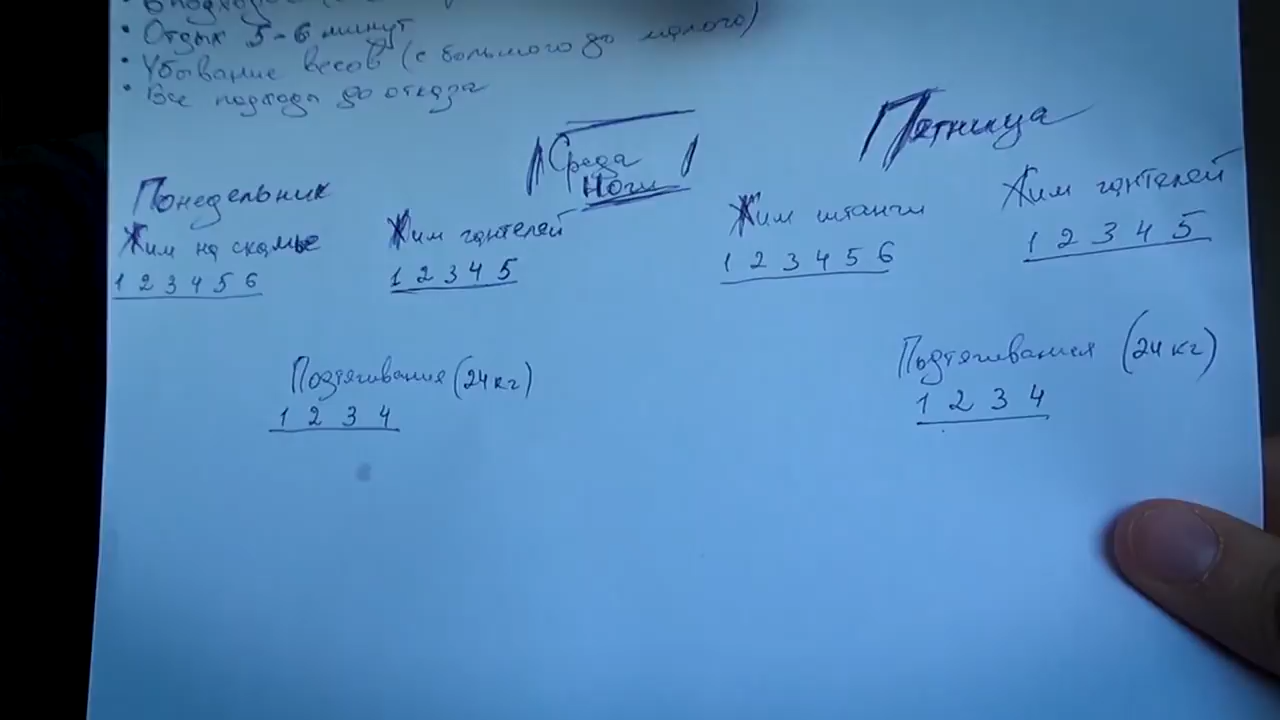 • Отдых 5-6 минут
• Убывание весов (с большого до малого)
• Все подходы до отказа
Понедельник
Жим на скамье
1 2 3 4 5 6
Жим гантелей
1 2 3 4 5
Подтягивания (24кг)
1 2 3 4
Среда
Ноги
Пятница
Жим штанги
1 2 3 4 5 6
Жим гантелей
1 2 3 4 5
Подтягивания (24кг)
1 2 3 4